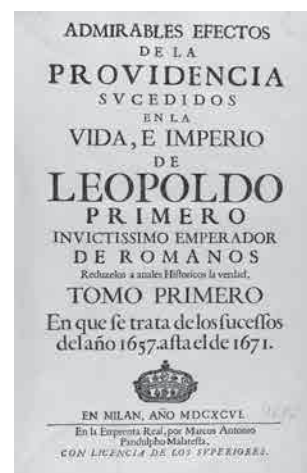 ADMIRABLES EFECTOS
DE LA
PROVIDENCIA
SVCEDIDOS
EN LA
VIDA, E IMPERIO
DE
LEOPOLDO
PRIMERO
INVICTISSIMO EMPERADOR
DE ROMANOS
Reduzelos a anales Historicos la verdad,
TOMO PRIMERO
En que ſe trata de los ſuceſſos
del año 1657. aſta el de 1671.
EN MILAN, AÑO MDCXCVI.
En la Emprenta Real, por Marcos Antonio
Pandulpho Malateſta.
CON LICENCIA DE LOS SVPERIORES.